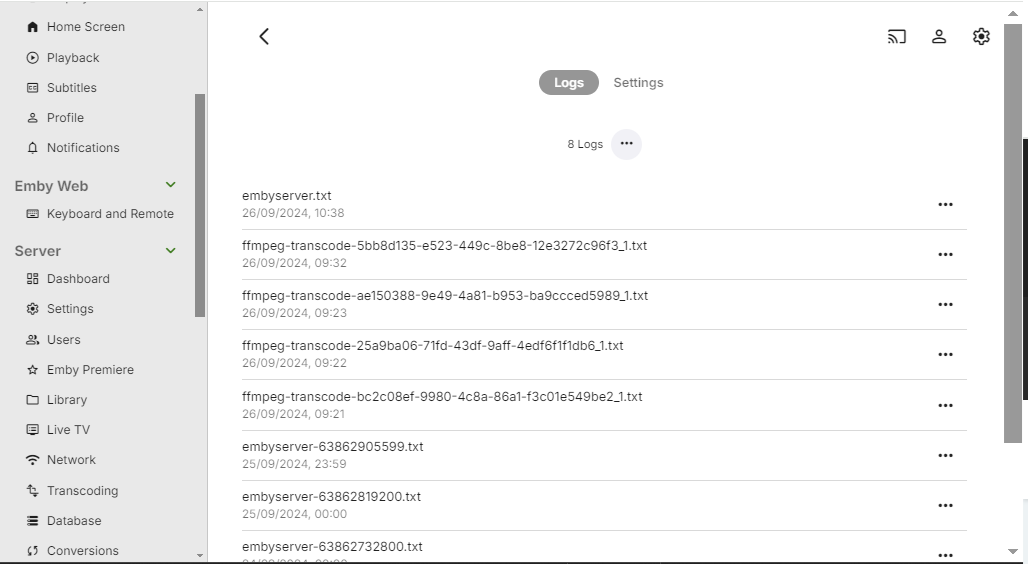 Home Screen
Playback
Subtitles
Profile
Notifications
Emby Web
Keyboard and Remote
Server
Dashboard
Settings
Users
Emby Premiere
Library
Live TV
Network
Transcoding
Database
Conversions
Logs
Settings
8 Logs
embyserver.txt
26/09/2024, 10:38
ffmpeg-transcode-5bb8d135-e523-449c-8be8-12e3272c96f3_1.txt
26/09/2024, 09:32
ffmpeg-transcode-ae150388-9e49-4a81-b953-ba9ccced5989_1.txt
26/09/2024, 09:23
ffmpeg-transcode-25a9ba06-71fd-43df-9aff-4edf6f1f1db6_1.txt
26/09/2024, 09:22
ffmpeg-transcode-bc2c08ef-9980-4c8a-86a1-f3c01e549be2_1.txt
26/09/2024, 09:21
embyserver-63862905599.txt
25/09/2024, 23:59
embyserver-63862819200.txt
25/09/2024, 00:00
embyserver-63862732800.txt